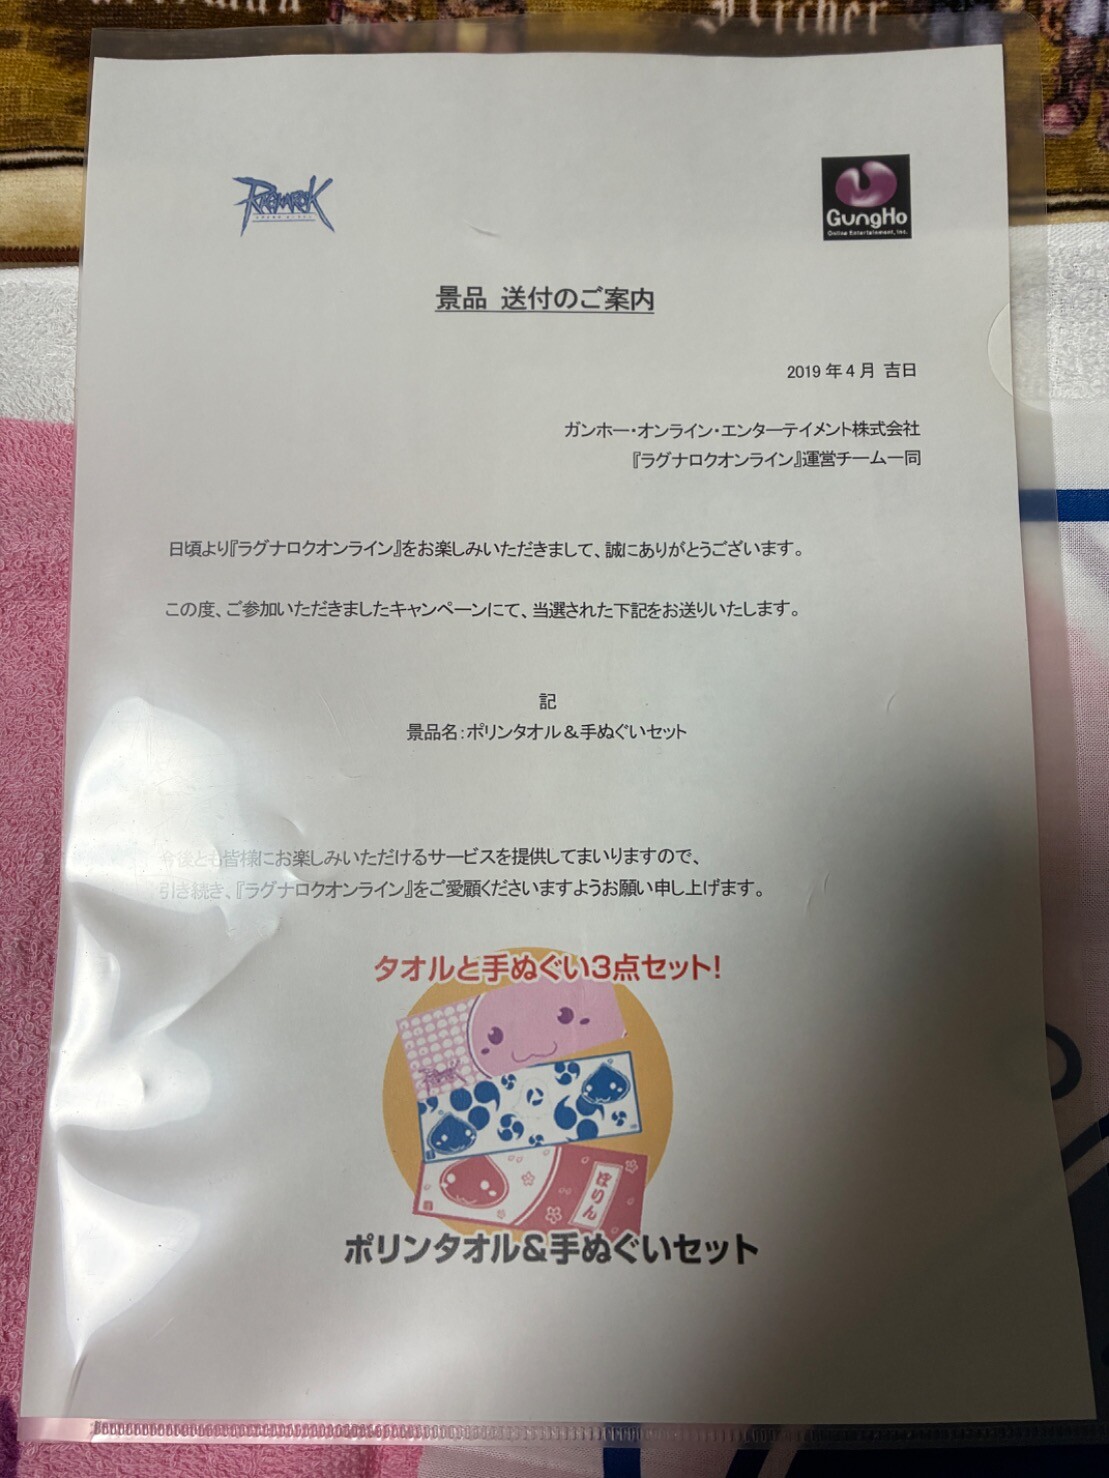 Archer
RAGNAROK
GungHo
Online Entertainment, Inc.
景品 送付のご案内
2019 年 4 月 吉日
ガンホー・オンライン・エンターテイメント株式会社
『ラグナロクオンライン』運営チーム一同
日頃より『ラグナロクオンライン』をお楽しみいただきまして、誠にありがとうございます。
この度、ご参加いただきましたキャンペーンにて、当選された下記をお送りいたします。
記
景品名:ポリンタオル&手ぬぐいセット
今後とも皆様にお楽しみいただけるサービスを提供してまいりますので、
引き続き、『ラグナロクオンライン』をご愛顧くださいますようお願い申し上げます。
タオルと手ぬぐい3点セット!
ぽりん
ポリンタオル&手ぬぐいセット